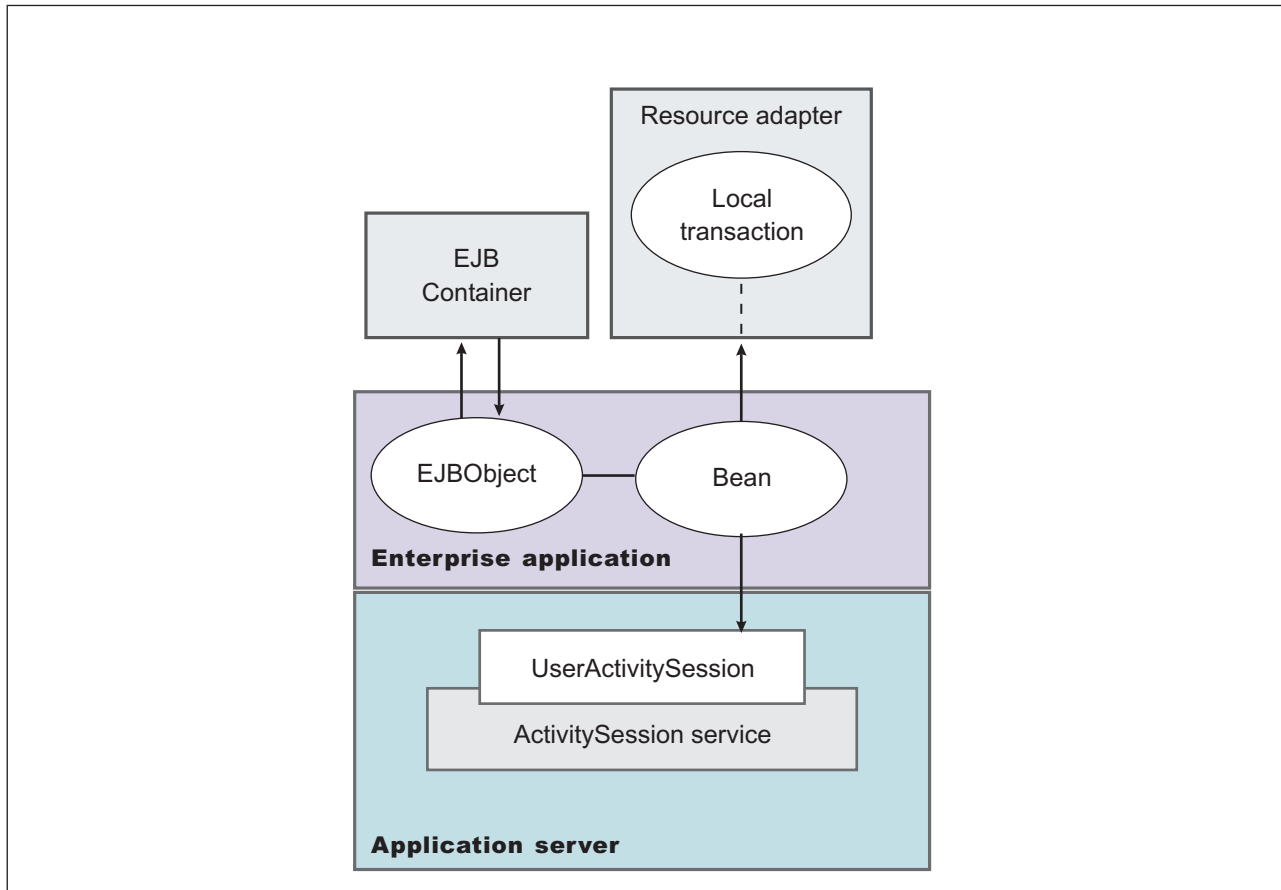 Resource adapter
Local
transaction
EJB
Container
EJBObject
Bean
Enterprise application
UserActivitySession
ActivitySession service
Application server